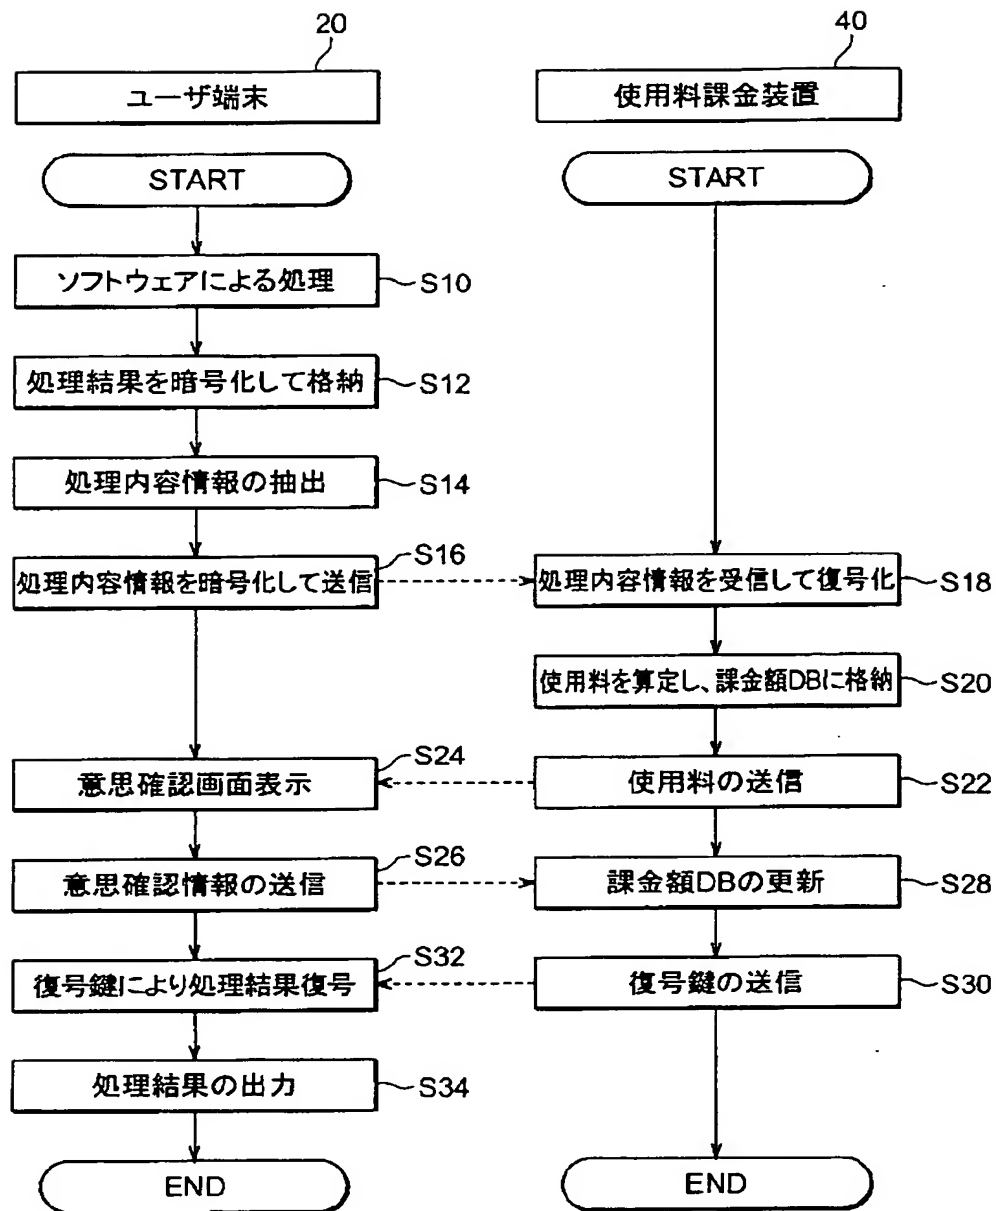 20
40
ユーザ端末
使用料課金装置
START
START
ソフトウェアによる処理
S10
処理結果を暗号化して格納
S12
処理内容情報の抽出
S14
S16
処理内容情報を暗号化して送信
処理内容情報を受信して復号化
S18
使用料を算定し、課金額DBに格納
S20
S24
意思確認画面表示
使用料の送信
S22
S26
意思確認情報の送信
課金額DBの更新
S28
S32
復号鍵により処理結果復号
復号鍵の送信
S30
処理結果の出力
S34
END
END